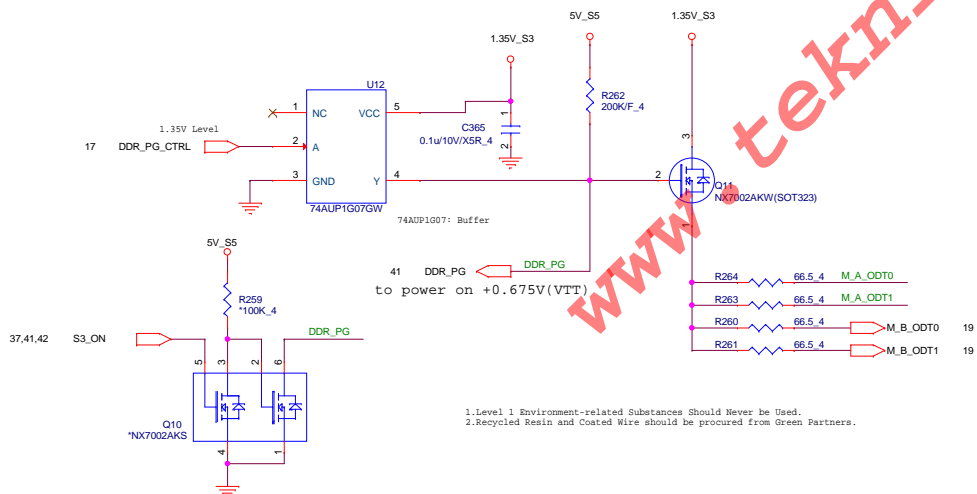 5V_S5
1.35V_S3
1.35V_S3
U12
R262
200K/F_4
1
NC
VCC
5
1
C365
0.1u/10V/X5R_4
2
1.35V Level
17
DDR_PG_CTRL
2
A
3
3
GND
Y
4
2
Q11
NX7002AKW(SOT323)
1
74AUP1G07GW
74AUP1G07: Buffer
5V_S5
41
DDR_PG
DDR_PG
to power on +0.675V(VTT)
R264
66.5_4
M_A_ODT0
R263
66.5_4
M_A_ODT1
R260
66.5_4
M_B_ODT0
19
R261
66.5_4
M_B_ODT1
19
R259
*100K_4
37,41,42
S3_ON
DDR_PG
5
3
2
6
Q10
*NX7002AKS
4
1
1.Level 1 Environment-related Substances Should Never be Used.
2.Recycled Resin and Coated Wire should be procured from Green Partners.
www.tekni